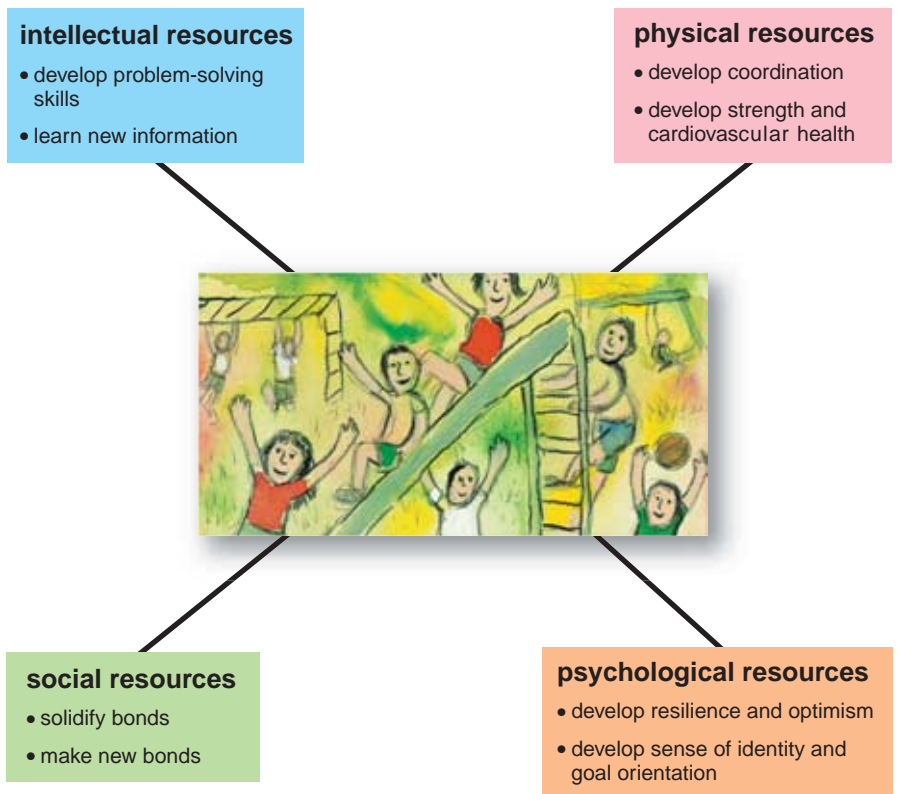 intellectual resources
• develop problem-solving
skills
• learn new information
physical resources
• develop coordination
• develop strength and
cardiovascular health
social resources
• solidify bonds
• make new bonds
psychological resources
• develop resilience and optimism
• develop sense of identity and
goal orientation